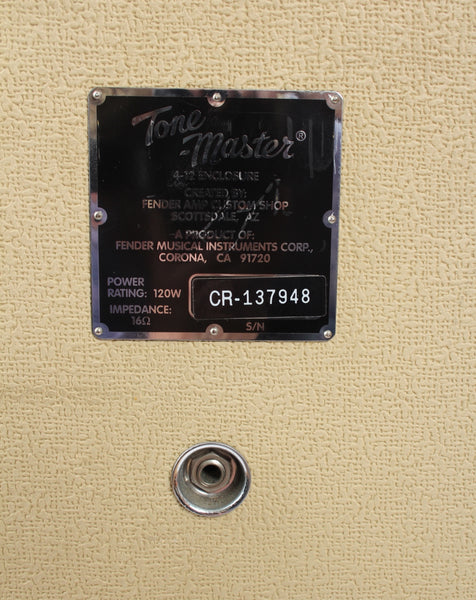 Tone
-Master®
4-12 ENCLOSURE
CREATED BY:
FENDER AMP CUSTOM SHOP
SCOTTSDALE, AZ
A PRODUCT OF:
FENDER MUSICAL INSTRUMENTS CORP.,
CORONA, CA 91720
POWER
RATING: 120W
CR-137948
IMPEDANCE:
16Ω
S/N